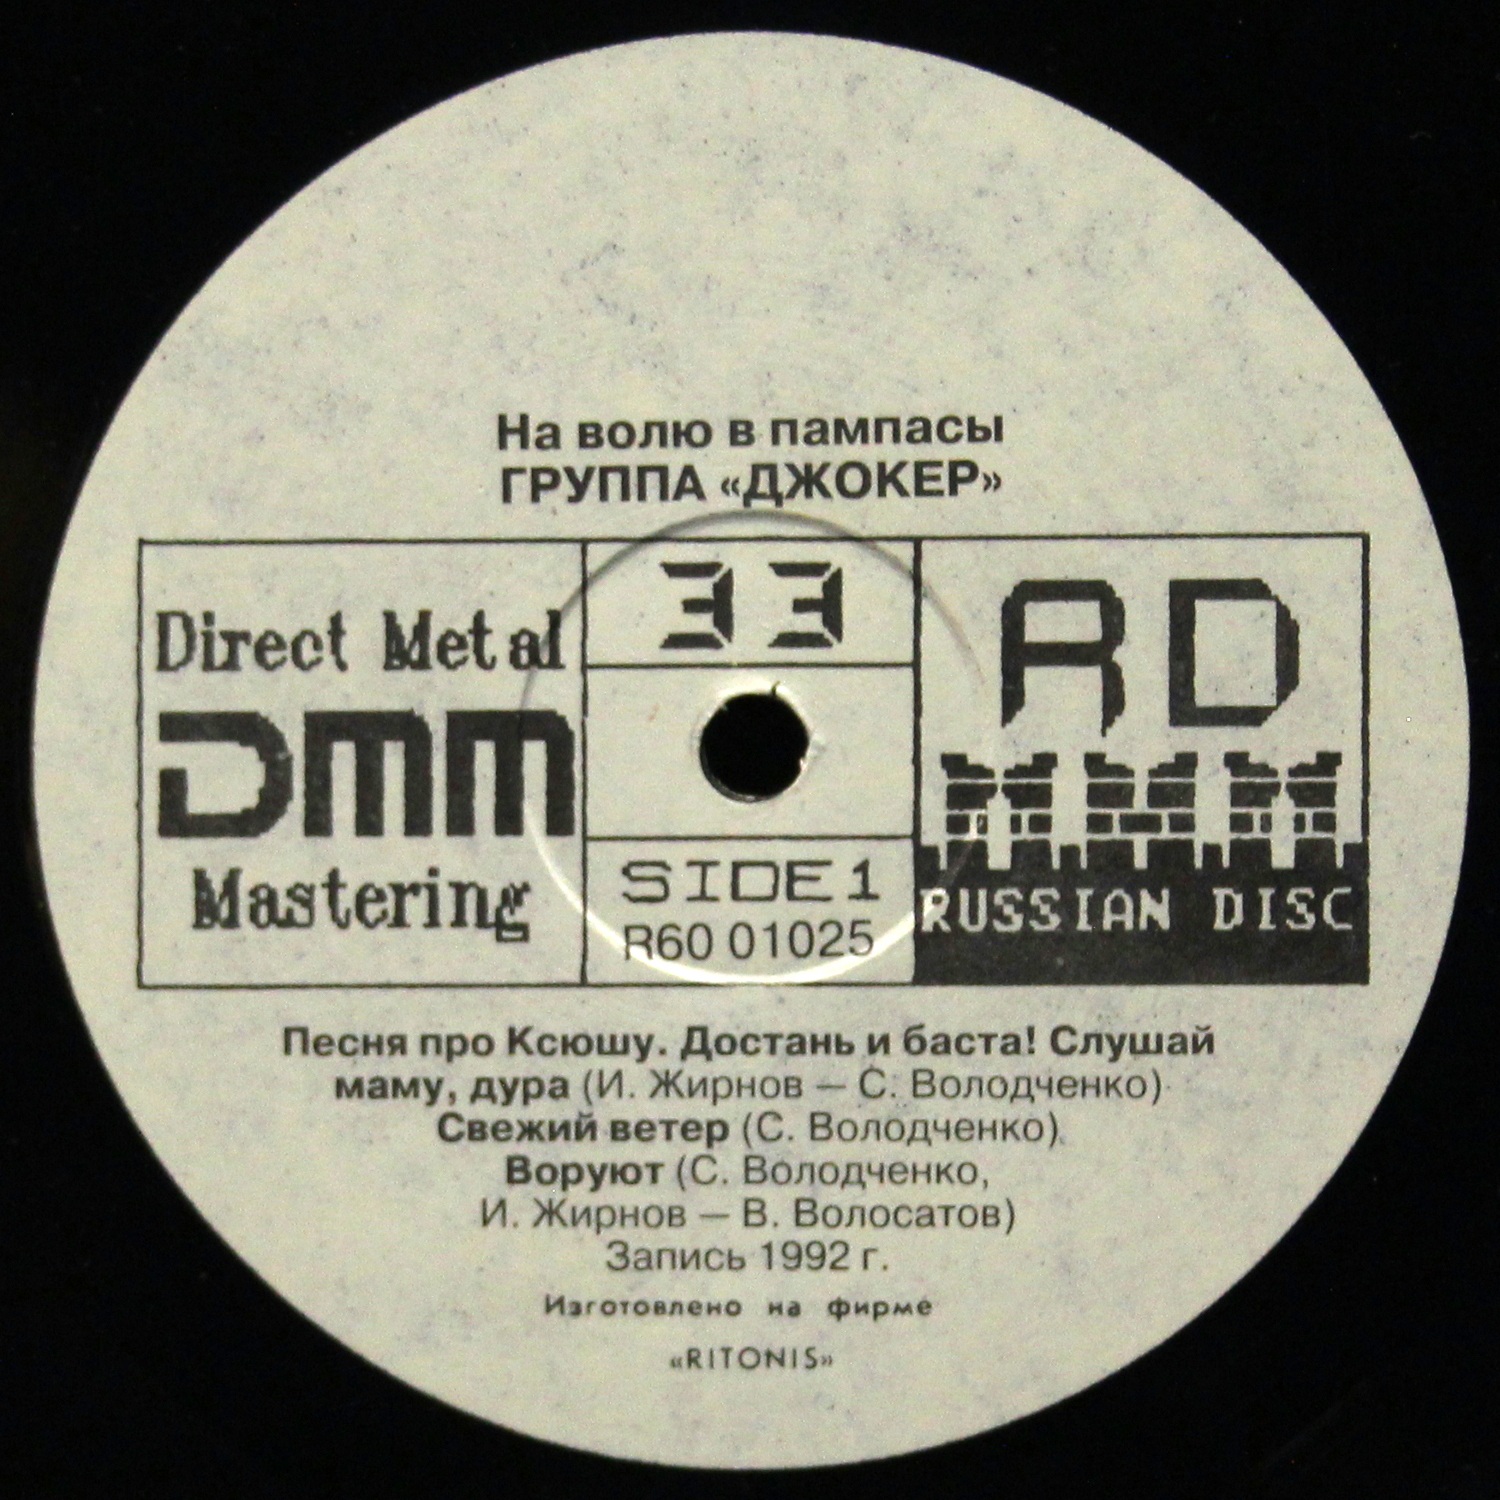 На волю в пампасы
ГРУППА «ДЖОКЕР»
Direct Metal
DMM
Mastering
33
SIDE 1
R60 01025
RD
RUSSIAN DISC
Песня про Ксюшу. Достань и баста! Слушай
маму, дура (И. Жирнов — С. Володченко)
Свежий ветер (С. Володченко)
Воруют (С. Володченко,
И. Жирнов — В. Волосатов)
Запись 1992 г.
Изготовлено на фирме
«RITONIS»